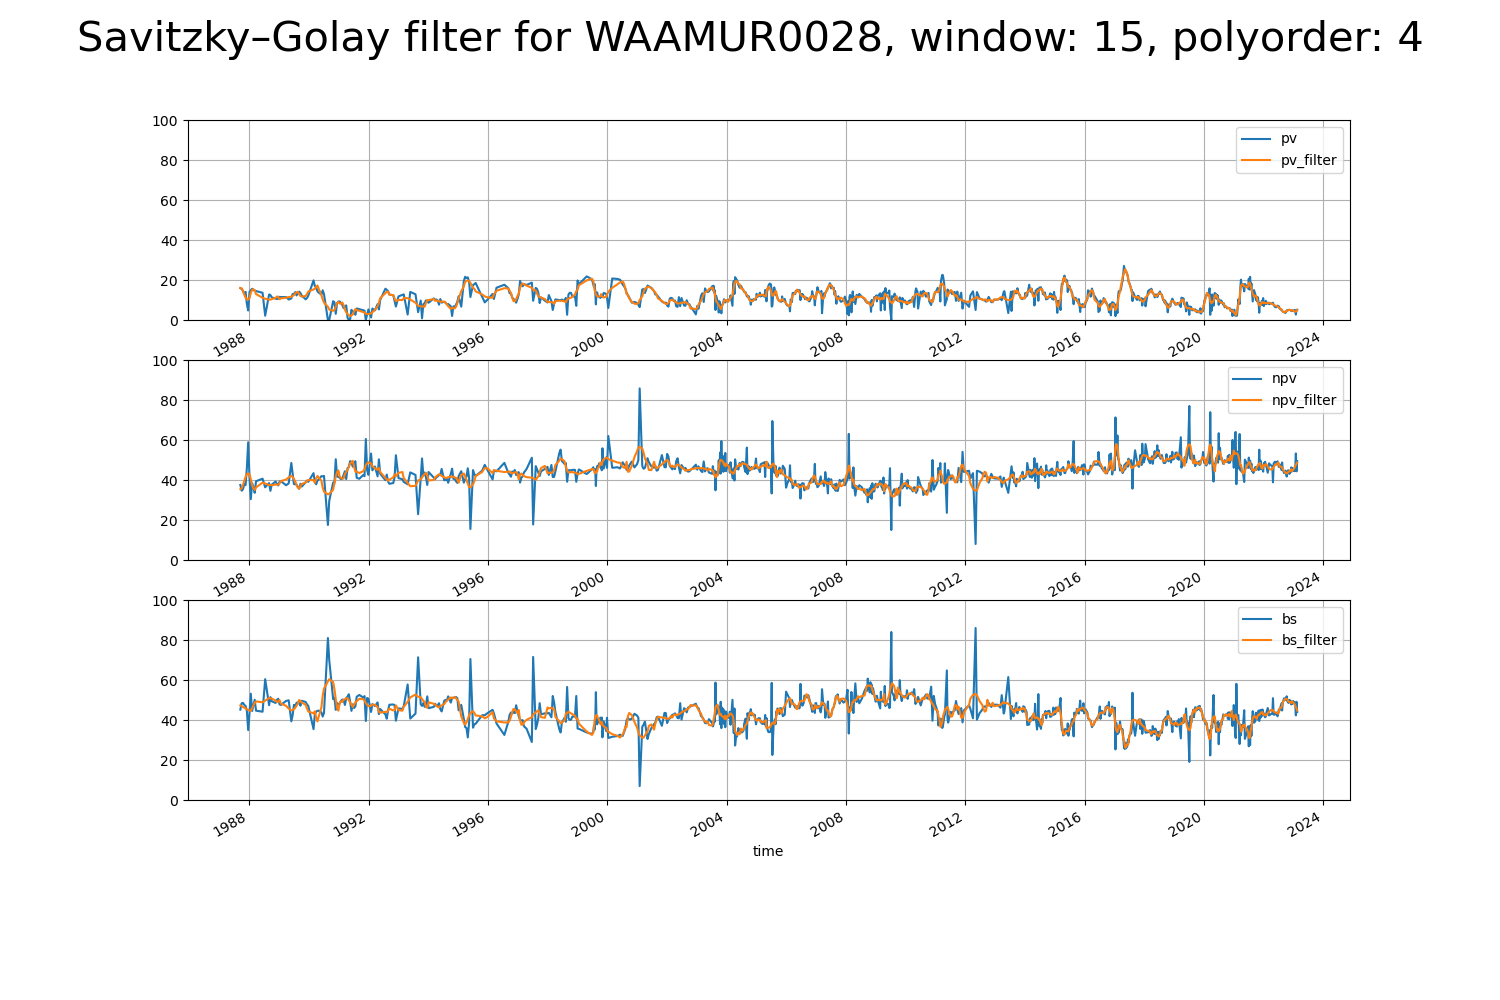 Savitzky–Golay filter for WAAMUR0028, window: 15, polyorder: 4
100
80
60
40
20
0
pv
pv_filter
1988 1992 1996 2000 2004 2008 2012 2016 2020 2024
100
80
60
40
20
0
npv
npv_filter
1988 1992 1996 2000 2004 2008 2012 2016 2020 2024
100
80
60
40
20
0
bs
bs_filter
1988 1992 1996 2000 2004 2008 2012 2016 2020 2024
time